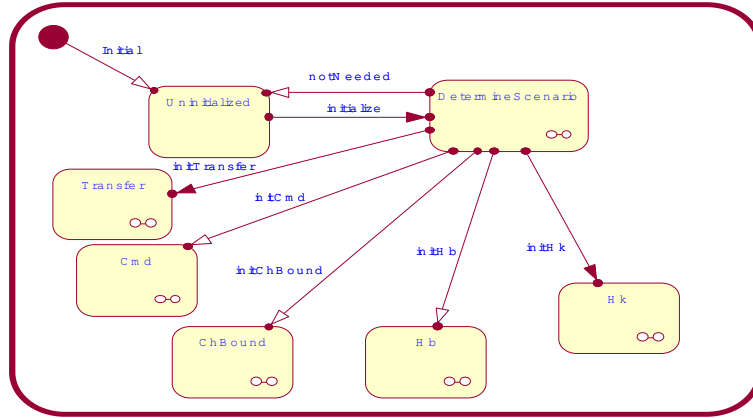 Initial
notNeeded
Uninitialized
DetermineScenario
initialize
initTransfer
Transfer
initCmd
Cmd
initHb
initHk
initChBound
Hk
ChBound
Hb